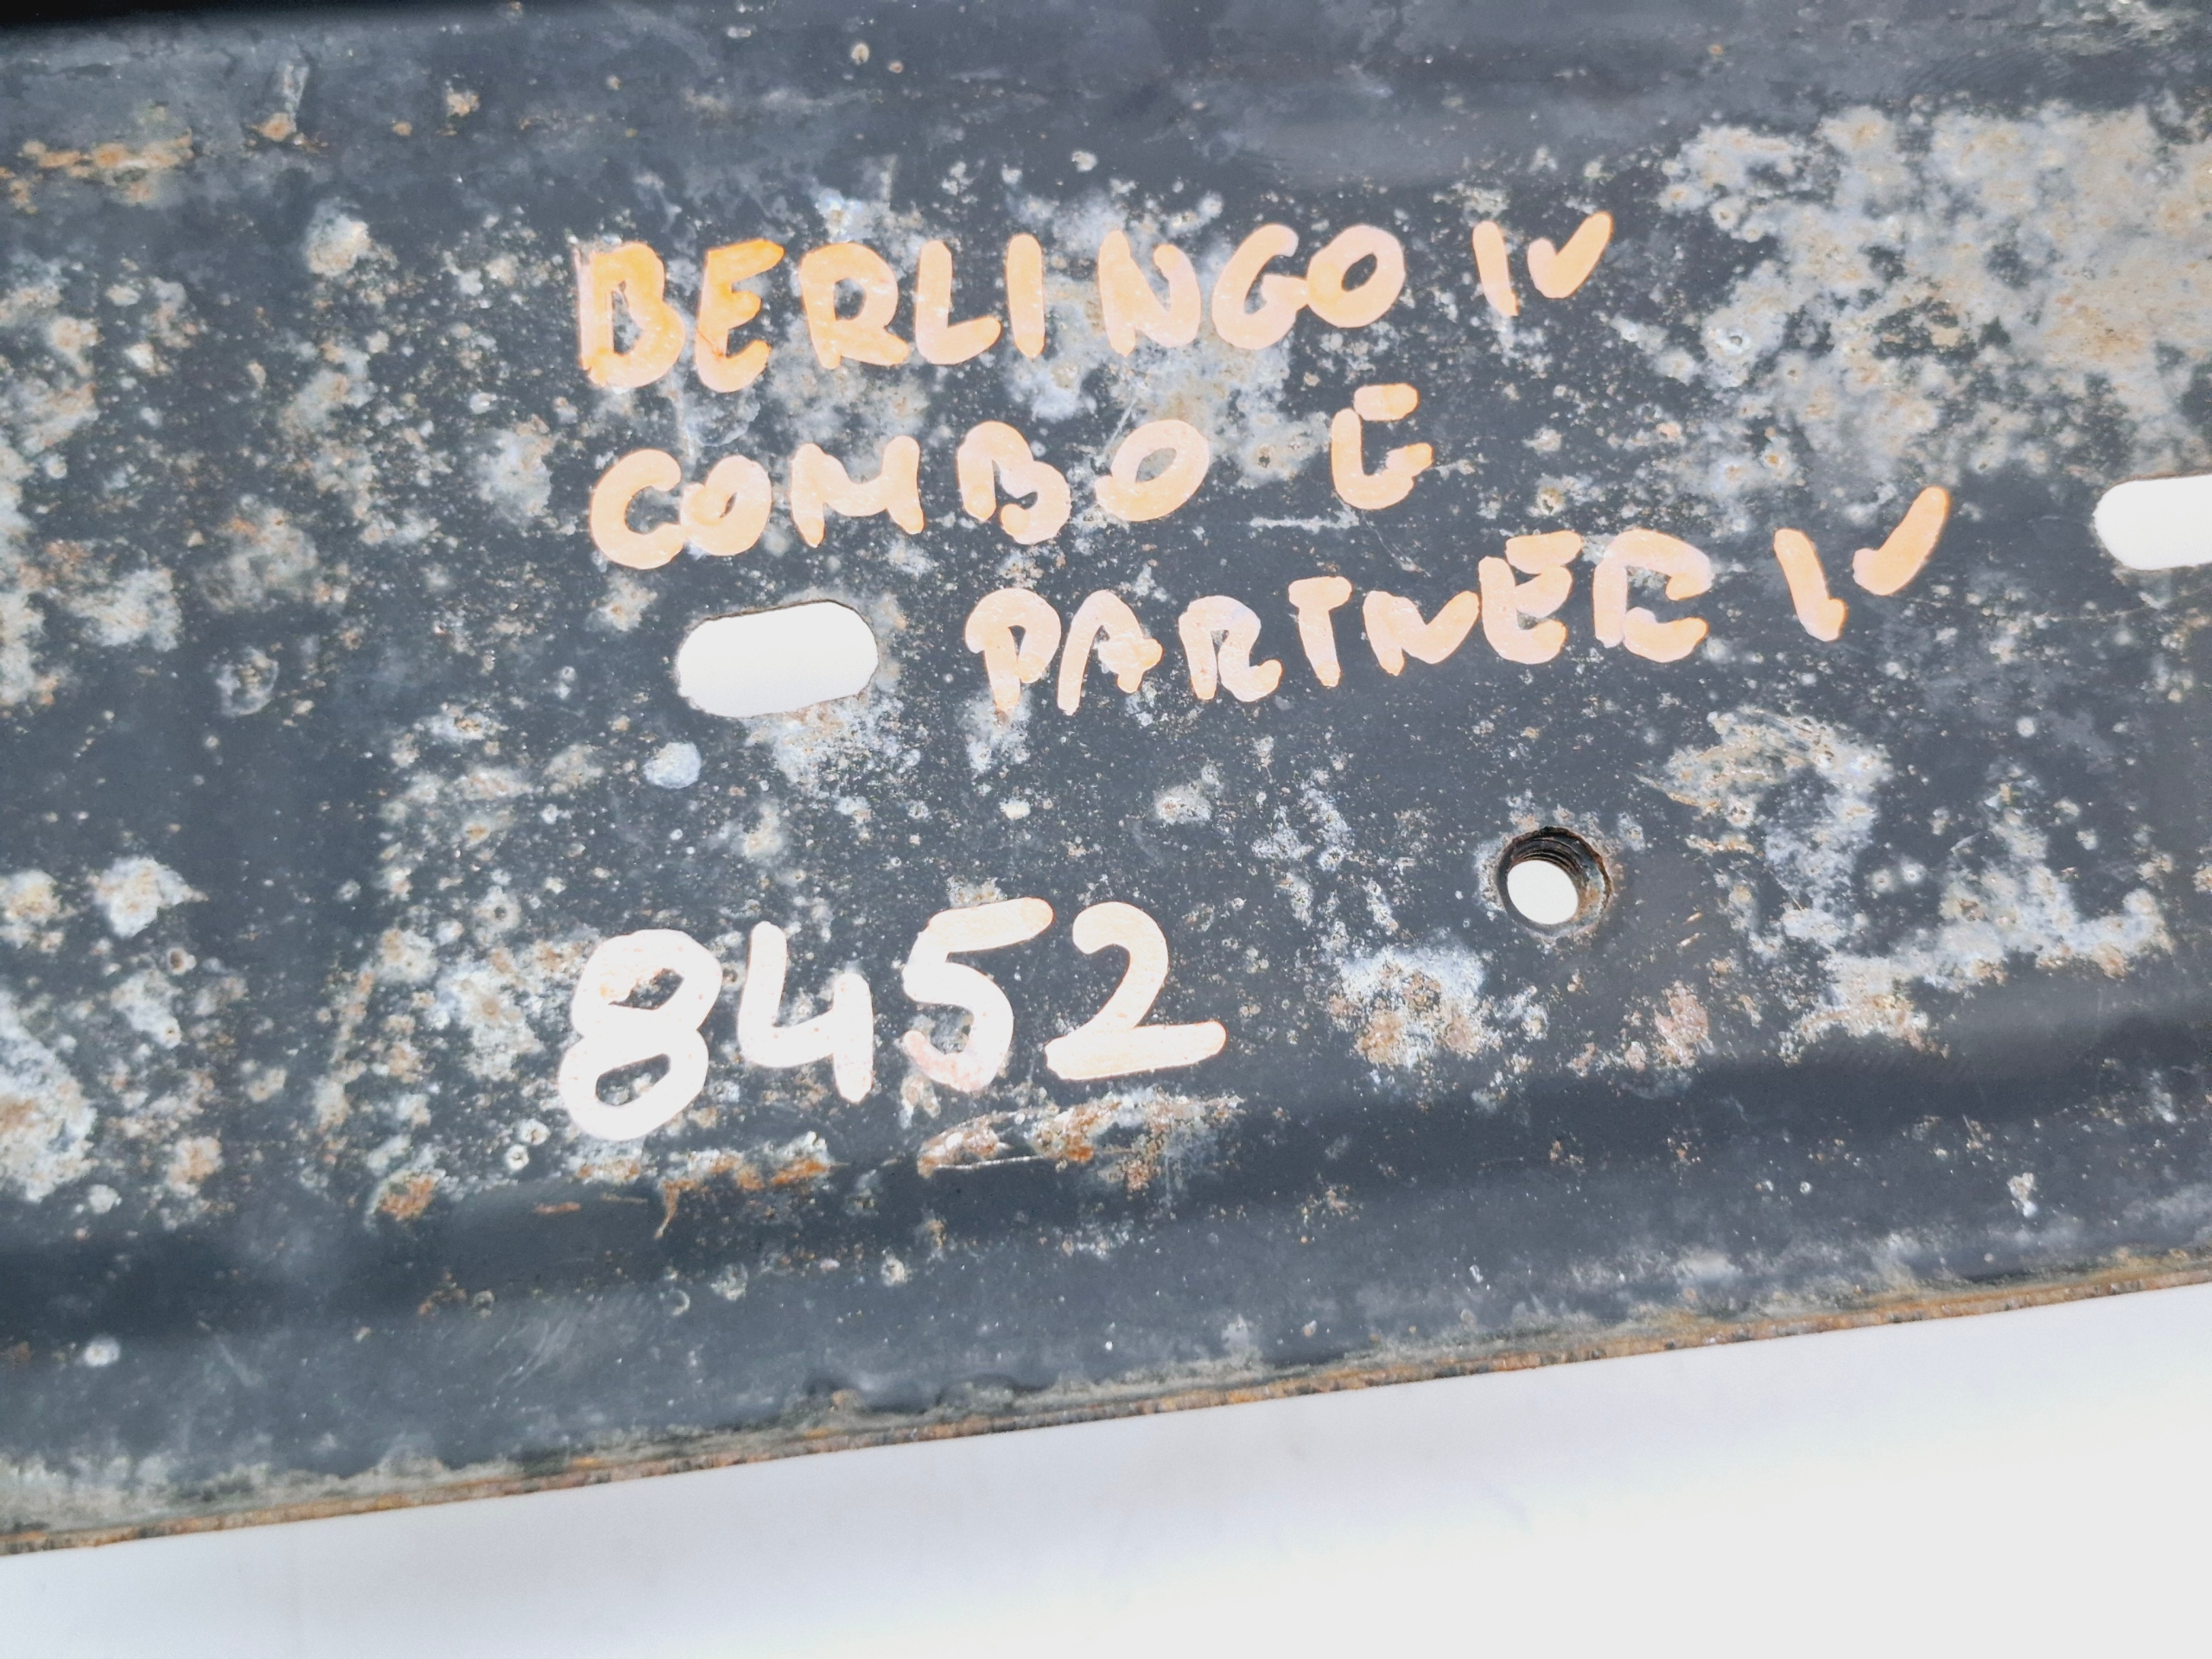 BERLINGO IV
COMBO E
PARTNER IV
8452